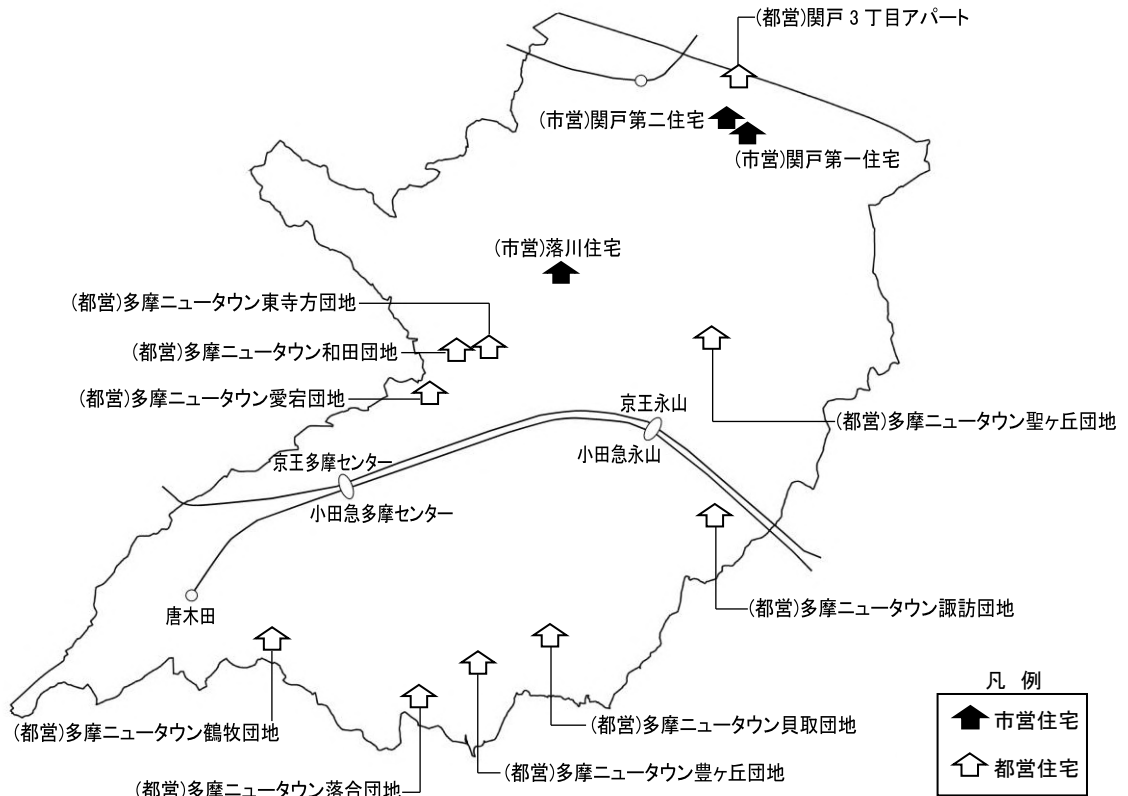 (都営)関戸3丁目アパート
(市営)関戸第二住宅
(市営)関戸第一住宅
(市営)落川住宅
(都営)多摩ニュータウン東寺方団地
(都営)多摩ニュータウン和田団地
(都営)多摩ニュータウン愛宕団地
京王永山
(都営)多摩ニュータウン聖ヶ丘団地
小田急永山
京王多摩センター
小田急多摩センター
唐木田
(都営)多摩ニュータウン諏訪団地
凡 例
市営住宅
都営住宅
(都営)多摩ニュータウン鶴牧団地
(都営)多摩ニュータウン貝取団地
(都営)多摩ニュータウン豊ヶ丘団地
(都営)多摩ニュータウン落合団地